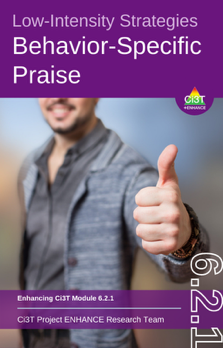 Low-Intensity Strategies
Behavior-Specific
Praise
CI3T
ENHANCE
Enhancing Ci3T Module 6.2.1
Ci3T Project ENHANCE Research Team
6.2.1